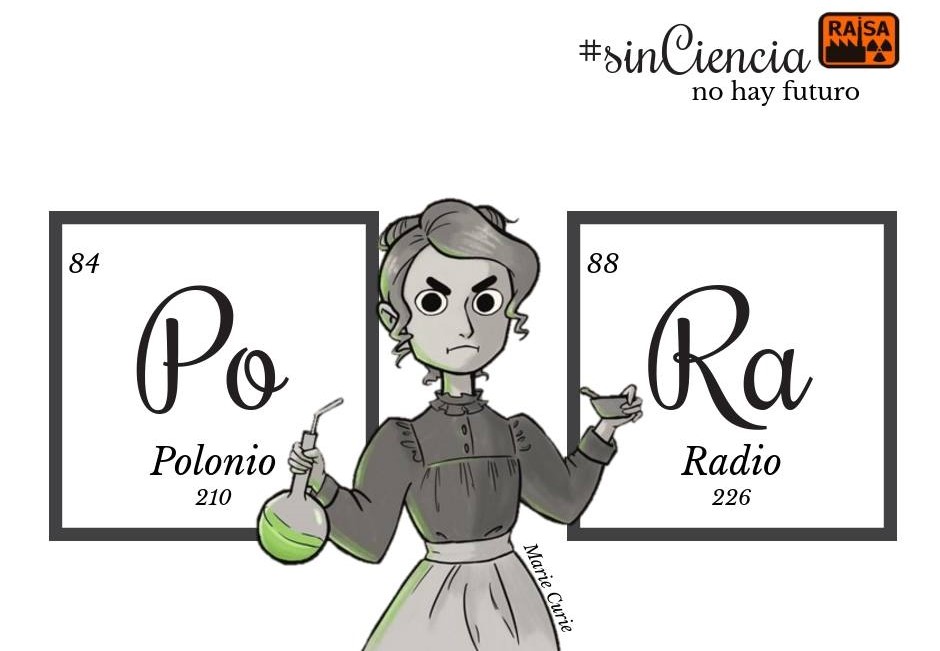 #sinCiencia
RAiSA
no hay futuro
84
Po
Polonio
210
88
Ra
Radio
226
Marie Curie